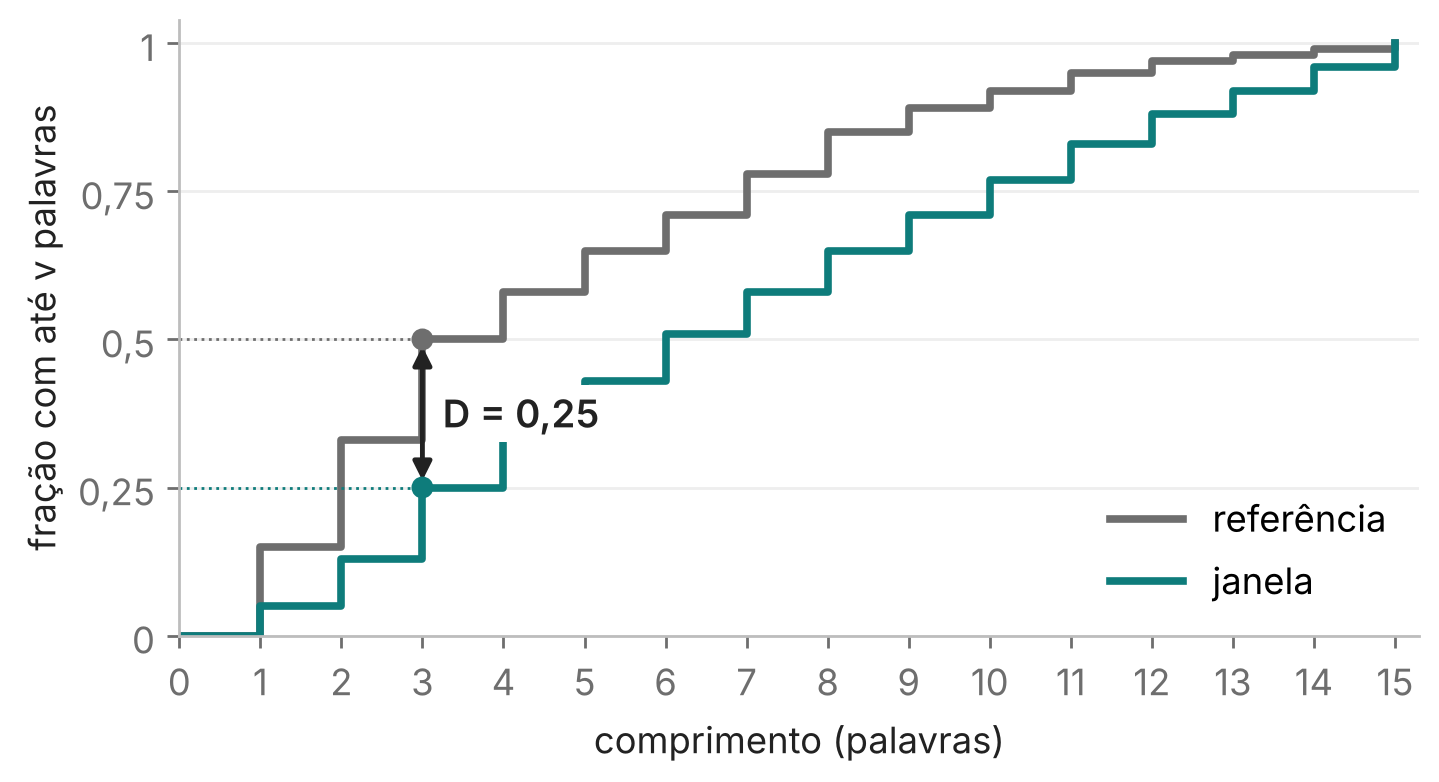 fração com até v palavras
1
0,75
0,5
0,25
0
D = 0,25
referência
janela
0 1 2 3 4 5 6 7 8 9 10 11 12 13 14 15
comprimento (palavras)